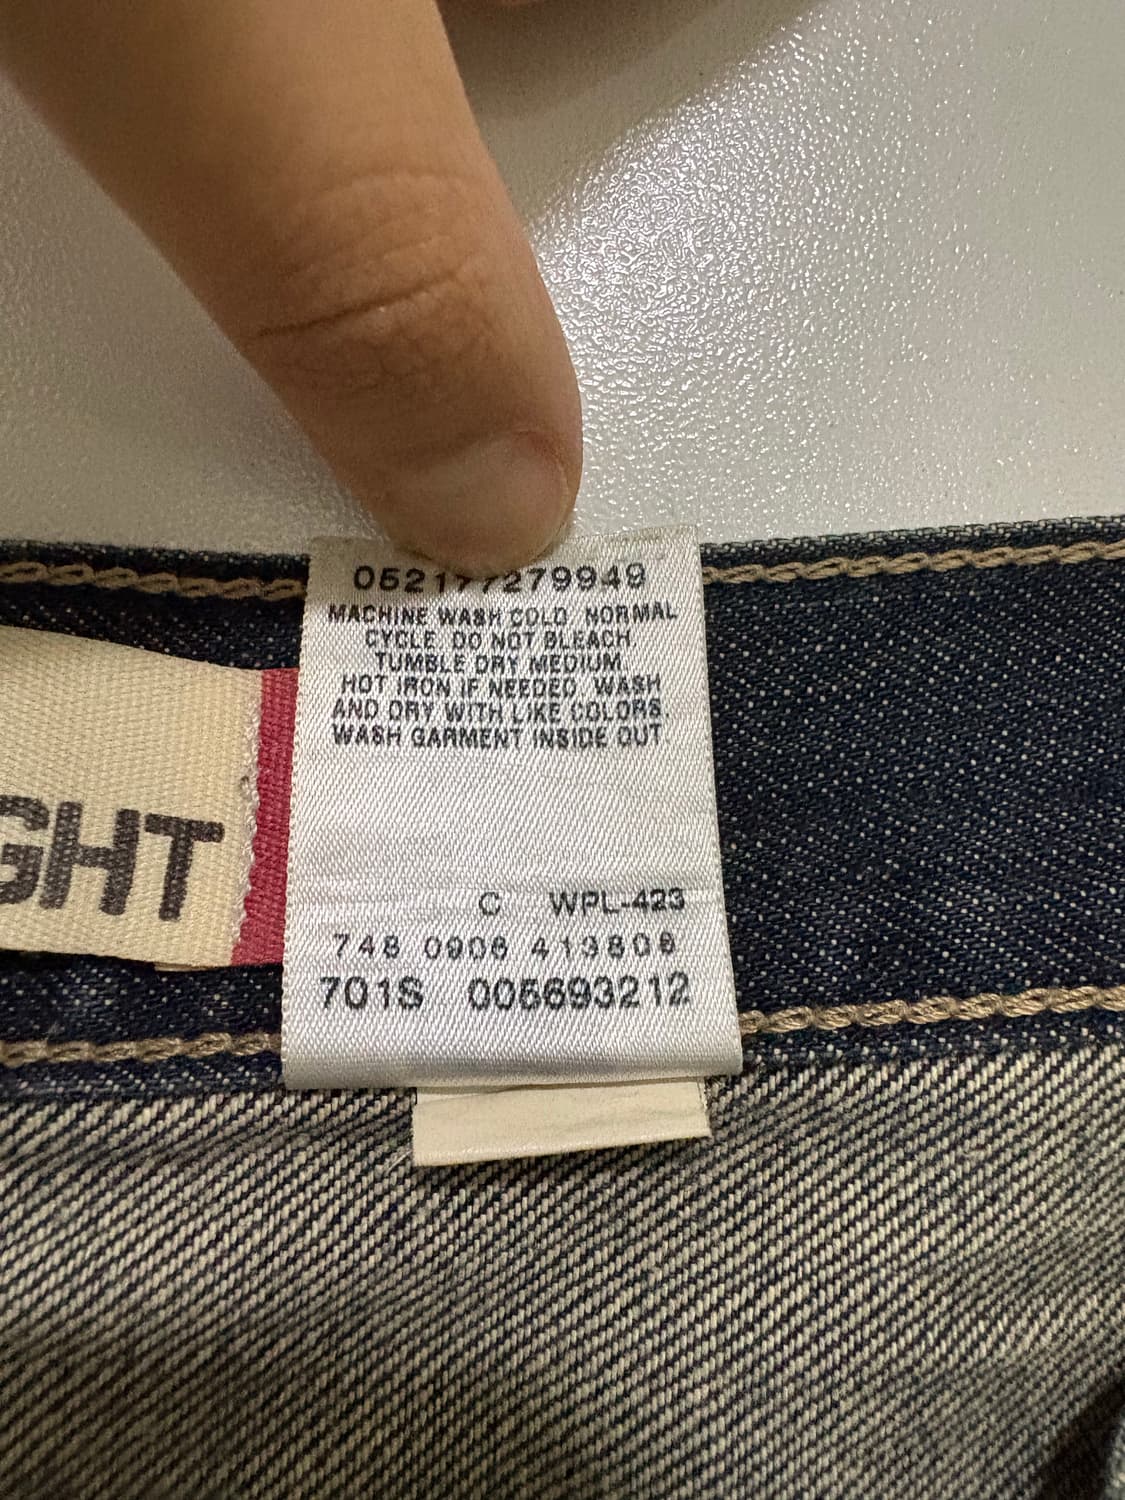 052177279949
MACHINE WASH COLD NORMAL
CYCLE DO NOT BLEACH
TUMBLE DRY MEDIUM
HOT IRON IF NEEDED WASH
AND DRY WITH LIKE COLORS
WASH GARMENT INSIDE OUT
GHT
C WPL-423
748 0908 413808
701S 005693212